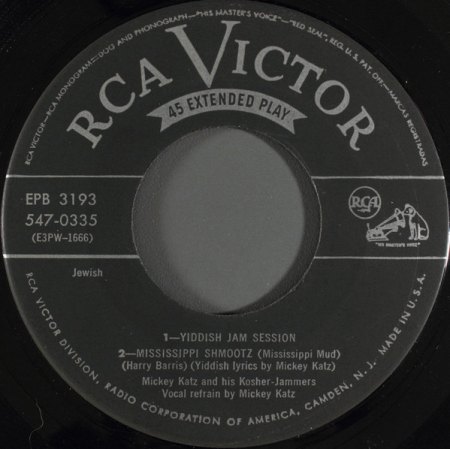 RCA VICTOR—RCA MONOGRAM—DOG AND PHONOGRAPH—"HIS MASTER'S VOICE"—"RED SEAL", REG. U.S. PAT. OFF.—MARCAS REGISTRADAS
RCA VICTOR
45 EXTENDED PLAY
EPB 3193
547-0335
(E3PW-1666)
RCA
"HIS MASTER'S VOICE"
Jewish
1—YIDDISH JAM SESSION
2—MISSISSIPPI SHMOOTZ (Mississippi Mud)
(Harry Barris) (Yiddish lyrics by Mickey Katz)
Mickey Katz and his Kosher-Jammers
Vocal refrain by Mickey Katz
RCA VICTOR DIVISION, RADIO CORPORATION OF AMERICA, CAMDEN, N. J. MADE IN U.S.A.